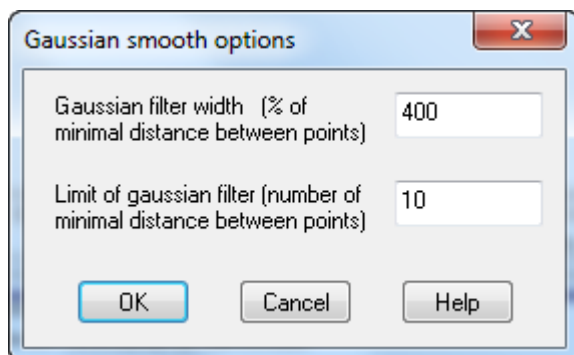 Gaussian smooth options
Gaussian filter width (% of
minimal distance between points)
400
Limit of gaussian filter (number of
minimal distance between points)
10
OK
Cancel
Help